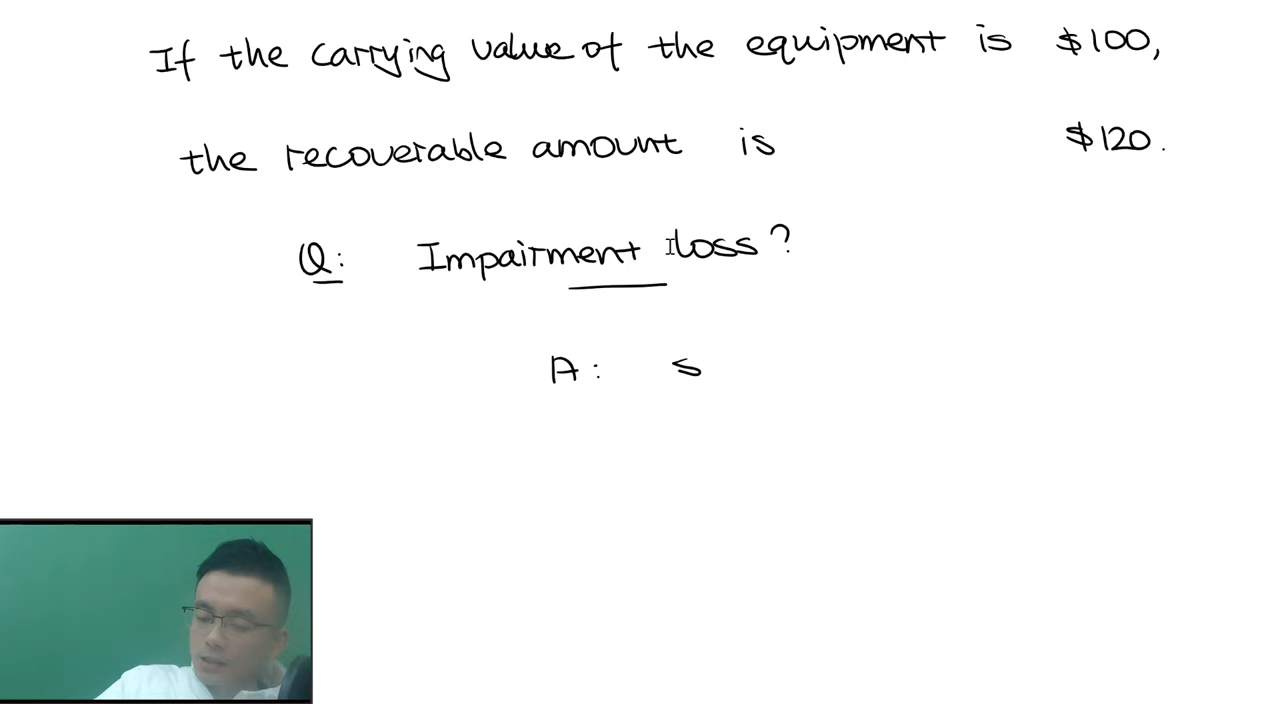 If the carrying value of the equipment is $100,
the recoverable amount is $120.
Q: Impairment loss?
A: